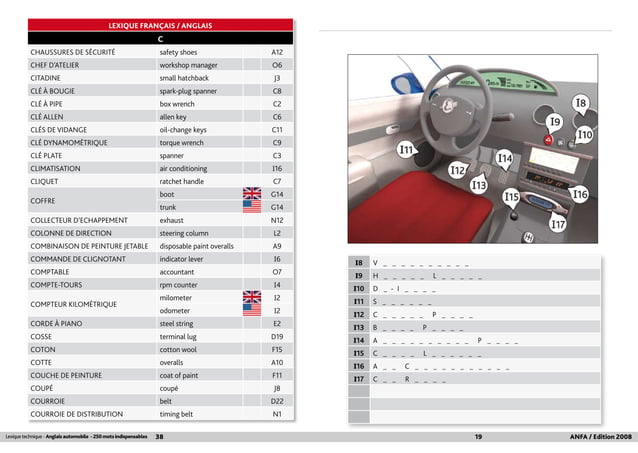 LEXIQUE FRANÇAIS / ANGLAIS
C
CHAUSSURES DE SÉCURITÉ safety shoes A12
CHEF D'ATELIER workshop manager O6
CITADINE small hatchback J3
CLÉ À BOUGIE spark-plug spanner C8
CLÉ À PIPE box wrench C2
CLÉ ALLEN allen key C6
CLÉS DE VIDANGE oil-change keys C11
CLÉ DYNAMOMÉTRIQUE torque wrench C9
CLÉ PLATE spanner C3
CLIMATISATION air conditioning I16
CLIQUET ratchet handle C7
COFFRE boot G14
trunk G14
COLLECTEUR D'ECHAPPEMENT exhaust N12
COLONNE DE DIRECTION steering column L2
COMBINAISON DE PEINTURE JETABLE disposable paint overalls A9
COMMANDE DE CLIGNOTANT indicator lever I6
COMPTABLE accountant O7
COMPTE-TOURS rpm counter I4
COMPTEUR KILOMÉTRIQUE milometer I2
odometer I2
CORDE À PIANO steel string E2
COSSE terminal lug D19
COTON cotton wool F15
COTTE overalls A10
COUCHE DE PEINTURE coat of paint F11
COUPÉ coupé J8
COURROIE belt D22
COURROIE DE DISTRIBUTION timing belt N1
Lexique technique - Anglais automobile - 250 mots indispensables 38
I8
I9
I10
I11
I12
I14
I13
I15
I16
I17
I8 V _ _ _ _ _ _ _ _ _ _
I9 H _ _ _ _ _ L _ _ _ _ _
I10 D _ - I _ _ _ _
I11 S _ _ _ _ _ _
I12 C _ _ _ _ _ P _ _ _ _
I13 B _ _ _ _ P _ _ _ _
I14 A _ _ _ _ _ _ _ _ _ _ P _ _ _ _
I15 C _ _ _ _ L _ _ _ _ _ _
I16 A _ _ C _ _ _ _ _ _ _ _ _ _ _
I17 C _ _ R _ _ _ _
19 ANFA / Edition 2008